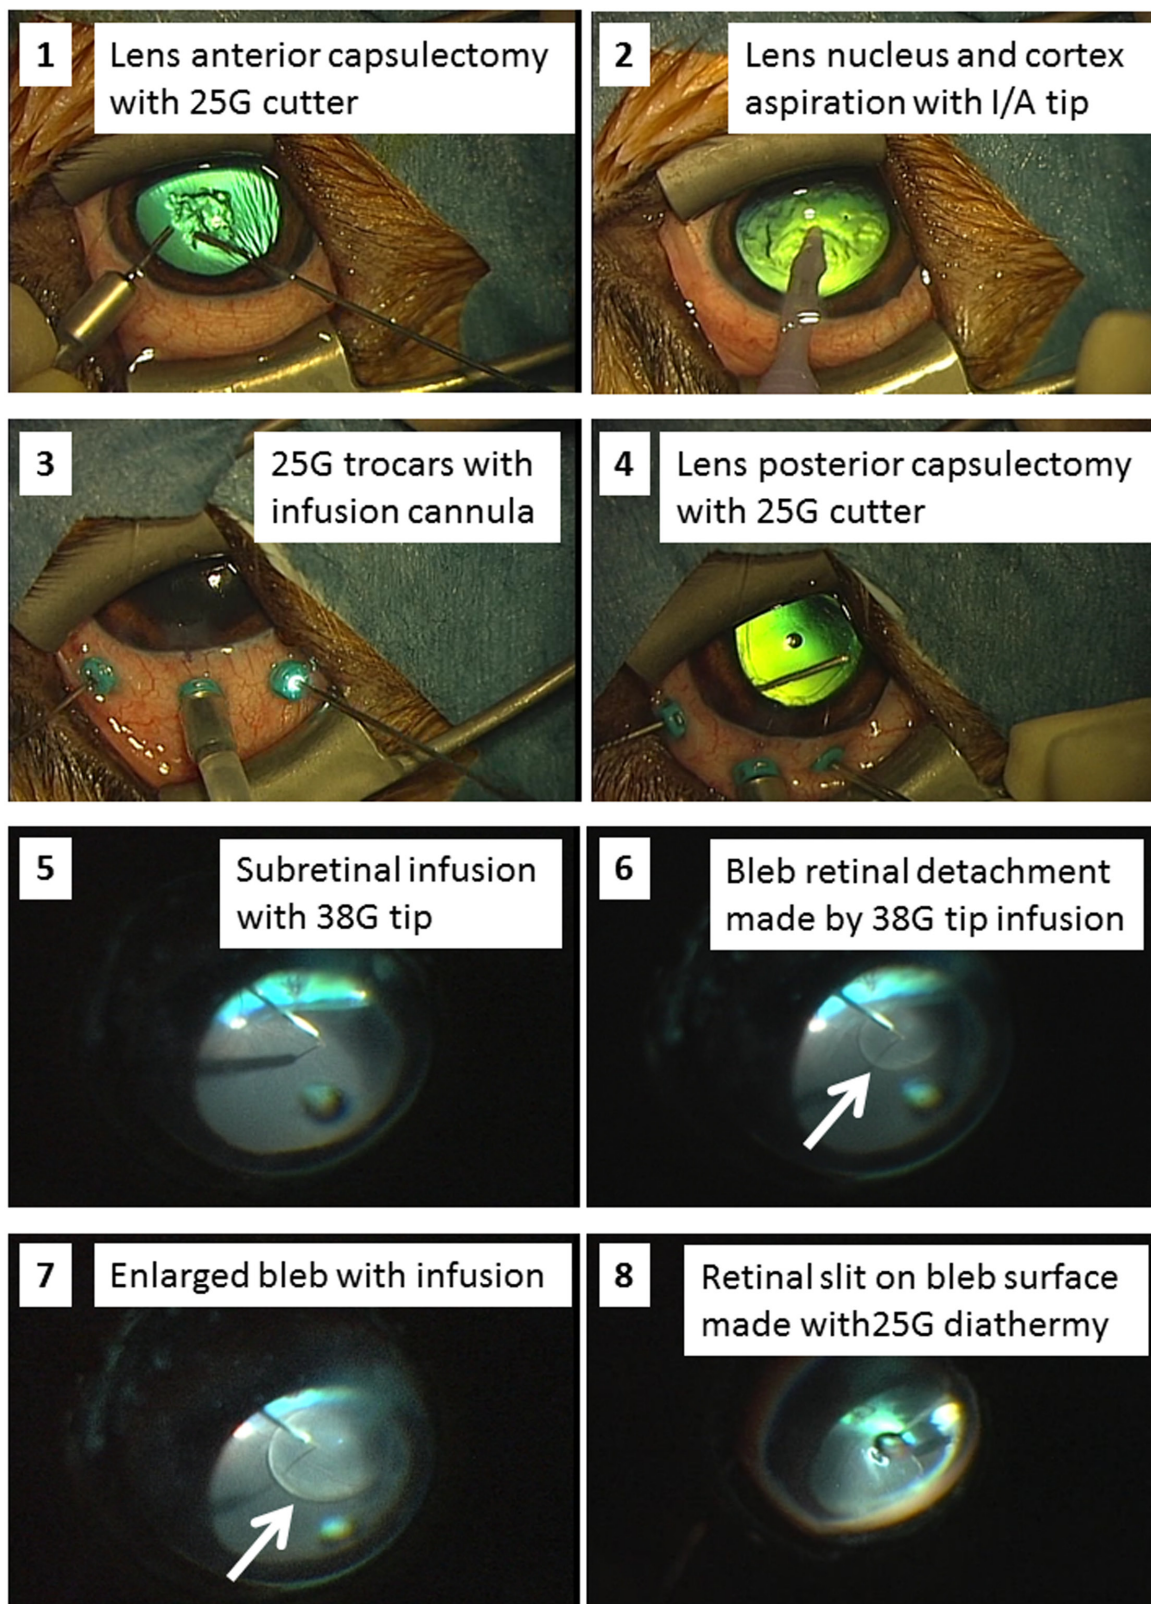 1
Lens anterior capsulectomy
with 25G cutter
2
Lens nucleus and cortex
aspiration with I/A tip
3
25G trocars with
infusion cannula
4
Lens posterior capsulectomy
with 25G cutter
5
Subretinal infusion
with 38G tip
6
Bleb retinal detachment
made by 38G tip infusion
7
Enlarged bleb with infusion
8
Retinal slit on bleb surface
made with25G diathermy